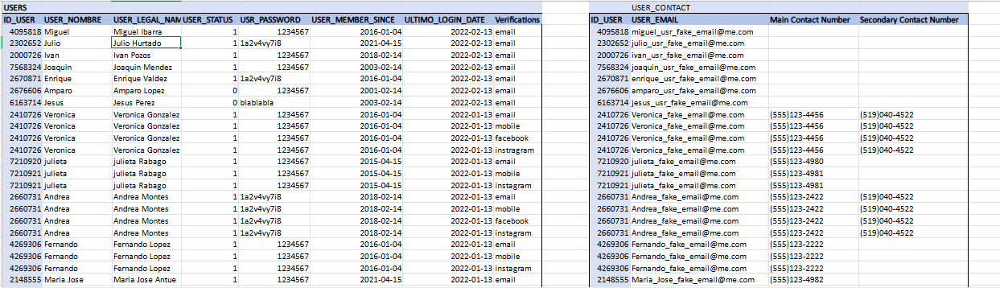 USERS USER_CONTACT
ID_USER USER_NOMBRE USER_LEGAL_NAM USER_STATUS USR_PASSWORD USER_MEMBER_SINCE ULTIMO_LOGIN_DATE Verifications ID_USER USER_EMAIL Main Contact Number Secondary Contact Number
4095818 Miguel Miguel Ibarra 1 1234567 2016-01-04 2022-02-13 email 4095818 miguel_usr_fake_email@me.com
2302652 Julio Julio Hurtado 1 1a2v4vy7i8 2021-04-15 2022-02-13 email 2302652 julio_usr_fake_email@me.com
2000726 Ivan Ivan Pozos 1 1234567 2018-02-14 2022-02-13 email 2000726 ivan_usr_fake_email@me.com
7568324 Joaquin Joaquin Mendez 1 1234567 2003-02-14 2022-02-13 email 7568324 joaquin_usr_fake_email@me.com
2670871 Enrique Enrique Valdez 1 1a2v4vy7i8 2016-01-04 2022-02-13 email 2670871 enrique_usr_fake_email@me.com
2676606 Amparo Amparo Lopez 0 1234567 2001-02-14 2022-02-13 email 2676606 amparo_usr_fake_email@me.com
6163714 Jesus Jesus Perez 0 blablabla 2003-02-14 2022-02-13 email 6163714 jesus_usr_fake_email@me.com
2410726 Veronica Veronica Gonzalez 1 1234567 2016-01-04 2022-01-13 email 2410726 Veronica_fake_email@me.com (555)123-4456 (519)040-4522
2410726 Veronica Veronica Gonzalez 1 1234567 2016-01-04 2022-01-13 mobile 2410726 Veronica_fake_email@me.com (555)123-4456 (519)040-4522
2410726 Veronica Veronica Gonzalez 1 1234567 2016-01-04 2022-01-13 facebook 2410726 Veronica_fake_email@me.com (555)123-4456 (519)040-4522
2410726 Veronica Veronica Gonzalez 1 1234567 2016-01-04 2022-01-13 instragram 2410726 Veronica_fake_email@me.com (555)123-4456 (519)040-4522
7210920 julieta julieta Rabago 1 1234567 2015-04-15 2022-01-13 email 7210920 julieta_fake_email@me.com (555)123-4980
7210921 julieta julieta Rabago 1 1234567 2015-04-15 2022-01-13 mobile 7210921 julieta_fake_email@me.com (555)123-4981
7210921 julieta julieta Rabago 1 1234567 2015-04-15 2022-01-13 instagram 7210921 julieta_fake_email@me.com (555)123-4981
2660731 Andrea Andrea Montes 1 1a2v4vy7i8 2018-02-14 2022-01-13 email 2660731 Andrea_fake_email@me.com (555)123-2422 (519)040-4522
2660731 Andrea Andrea Montes 1 1a2v4vy7i8 2018-02-14 2022-01-13 mobile 2660731 Andrea_fake_email@me.com (555)123-2422 (519)040-4522
2660731 Andrea Andrea Montes 1 1a2v4vy7i8 2018-02-14 2022-01-13 facebook 2660731 Andrea_fake_email@me.com (555)123-2422 (519)040-4522
2660731 Andrea Andrea Montes 1 1a2v4vy7i8 2018-02-14 2022-01-13 instagram 2660731 Andrea_fake_email@me.com (555)123-2422 (519)040-4522
4269306 Fernando Fernando Lopez 1 1234567 2016-01-04 2022-01-13 email 4269306 Fernando_fake_email@me.com (555)123-2222
4269306 Fernando Fernando Lopez 1 1234567 2016-01-04 2022-01-13 mobile 4269306 Fernando_fake_email@me.com (555)123-2222
4269306 Fernando Fernando Lopez 1 1234567 2016-01-04 2022-01-13 instragram 4269306 Fernando_fake_email@me.com (555)123-2222
2148555 Maria Jose Maria Jose Antue 1 1234567 2021-04-15 2022-01-13 email 2148555 Maria_Jose_fake_email@me.com (555)123-4982